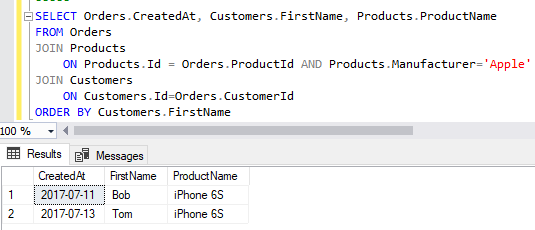 SELECT Orders.CreatedAt, Customers.FirstName, Products.ProductName
FROM Orders
JOIN Products
ON Products.Id = Orders.ProductId AND Products.Manufacturer='Apple'
JOIN Customers
ON Customers.Id=Orders.CustomerId
ORDER BY Customers.FirstName
100 %
Results Messages
CreatedAt FirstName ProductName
1 2017-07-11 Bob iPhone 6S
2 2017-07-13 Tom iPhone 6S